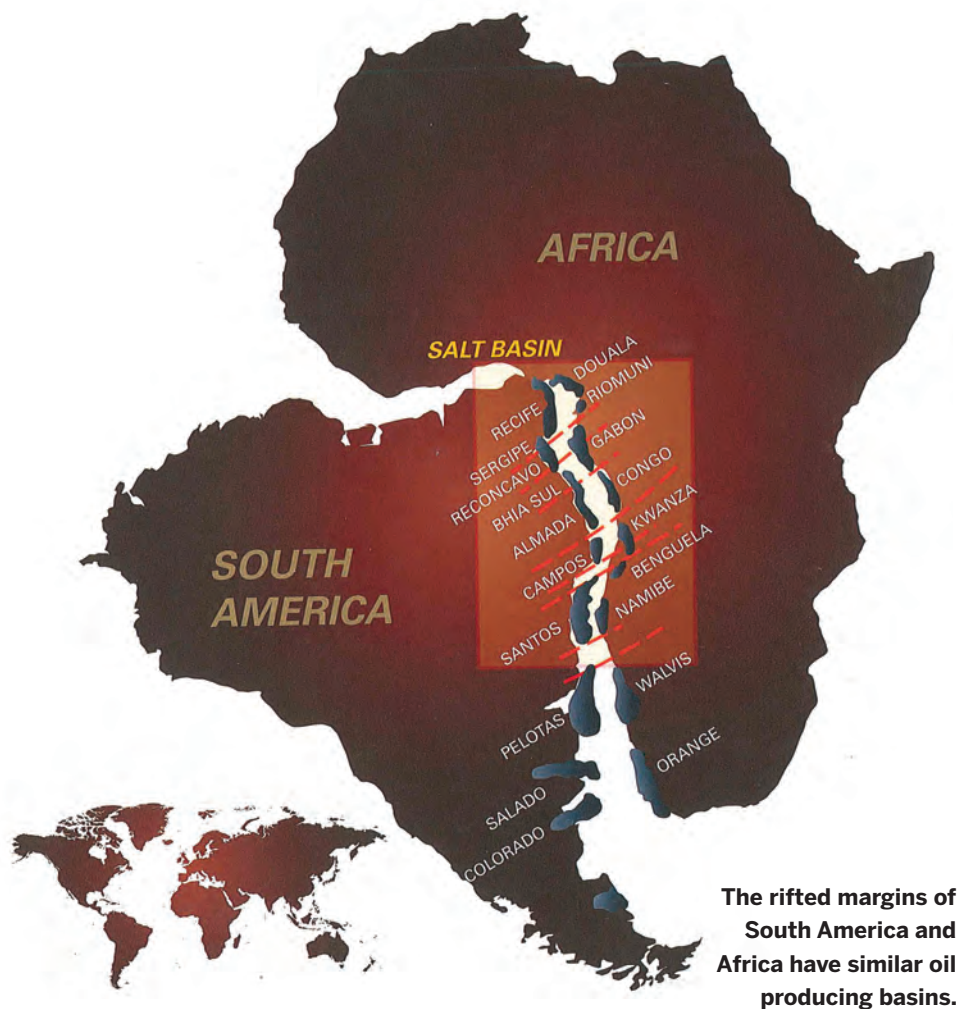 AFRICA
SALT BASIN
DOUALA
RIOMUNI
RECIFE
GABON
SERGIPE
RECONCAVO
CONGO
BHIA SUL
KWANZA
ALMADA
BENGUELA
CAMPOS
NAMIBE
SANTOS
SOUTH
AMERICA
WALVIS
PELOTAS
ORANGE
SALADO
COLORADO
The rifted margins of
South America and
Africa have similar oil
producing basins.